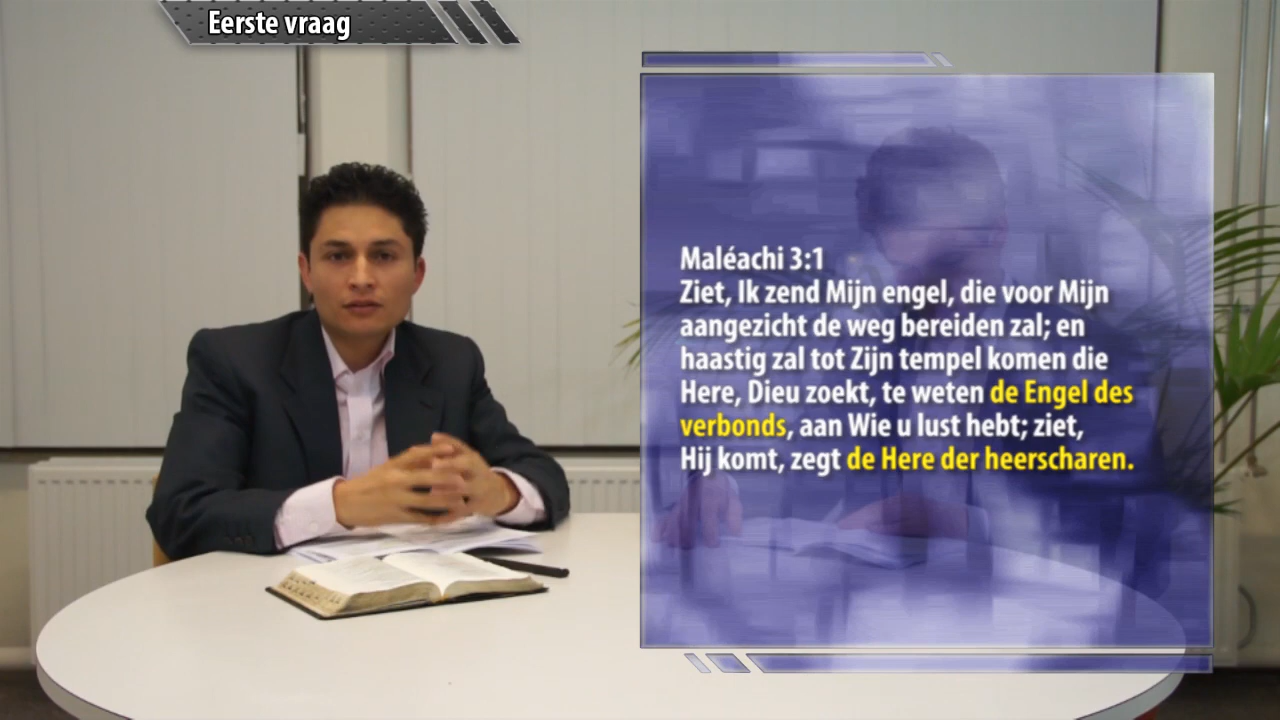 Eerste vraag
Maléachi 3:1
Ziet, Ik zend Mijn engel, die voor Mijn
aangezicht de weg bereiden zal; en
haastig zal tot Zijn tempel komen die
Here, Dieu zoekt, te weten de Engel des
verbonds, aan Wie u lust hebt; ziet,
Hij komt, zegt de Here der heerscharen.